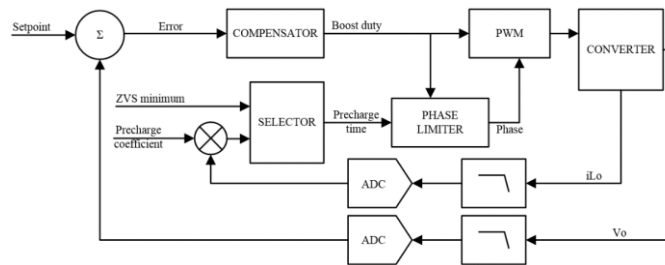 Setpoint
Σ
Error
COMPENSATOR
Boost duty
PWM
CONVERTER
ZVS minimum
Precharge
coefficient
SELECTOR
Precharge
time
PHASE
LIMITER
Phase
ADC
iLo
ADC
Vo